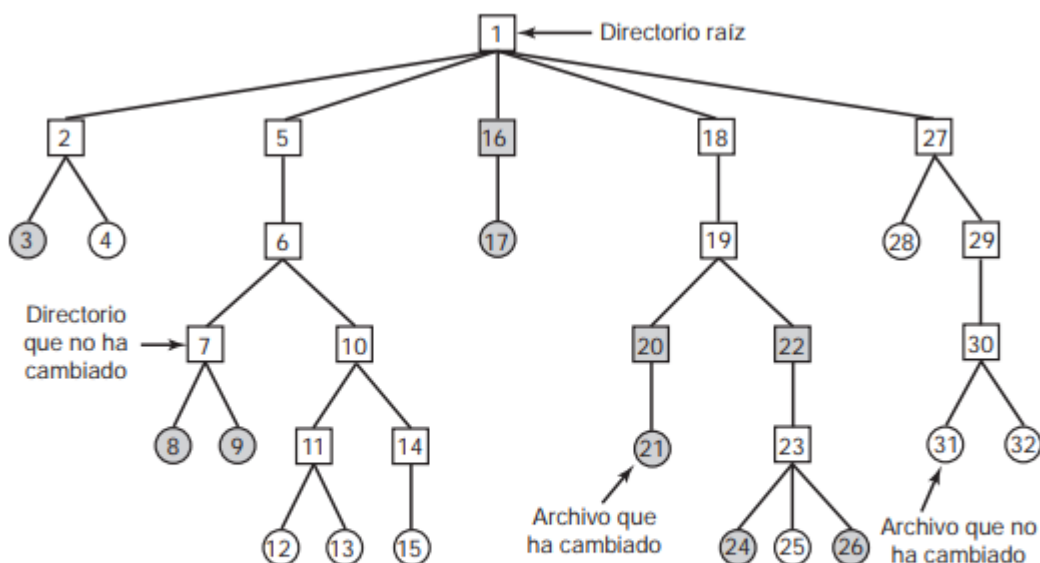 1 Directorio raíz
2 5 16 18 27
3 4 6 17 19 28 29
Directorio
que no ha
cambiado
7 10 20 22 30
8 9 11 14 21 23 31 32
Archivo que
ha cambiado
Archivo que no
ha cambiado
12 13 15 24 25 26